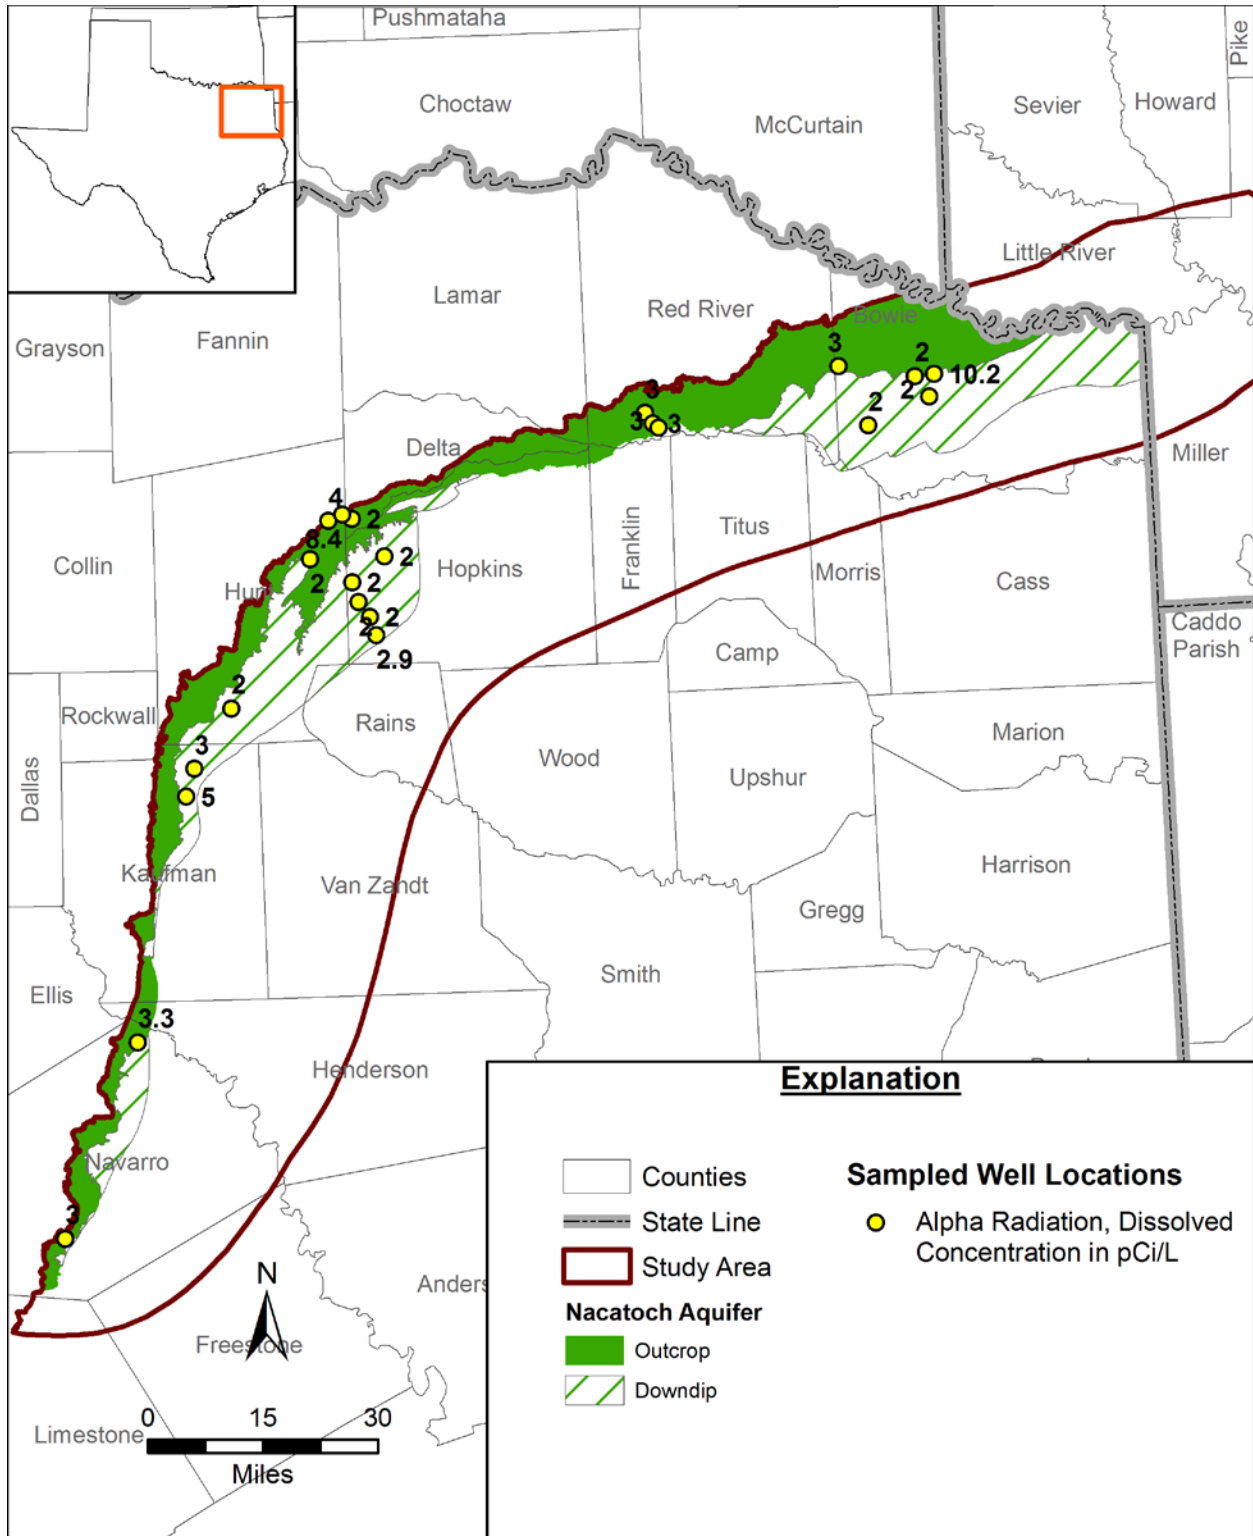 Pushmataha
Pike
Choctaw
McCurtain
Sevier
Howard
Little River
Lamar
Red River
Bowie
Grayson
Fannin
3
2
10.2
2
2
3
3
3
Delta
Miller
4
2
8.4
2
2
2
2
2
2.9
Collin
Hun
Hopkins
Franklin
Titus
Morris
Cass
Caddo
Parish
Camp
2
Rockwall
Rains
Marion
3
Wood
Upshur
Dallas
5
Kaufman
Van Zandt
Harrison
Gregg
Smith
Ellis
3.3
Henderson
Navarro
3
Anders
Freestone
Limestone
N
0 15 30
Miles
Explanation
Counties
State Line
Study Area
Nacatoch Aquifer
Outcrop
Downdip
Sampled Well Locations
Alpha Radiation, Dissolved
Concentration in pCi/L